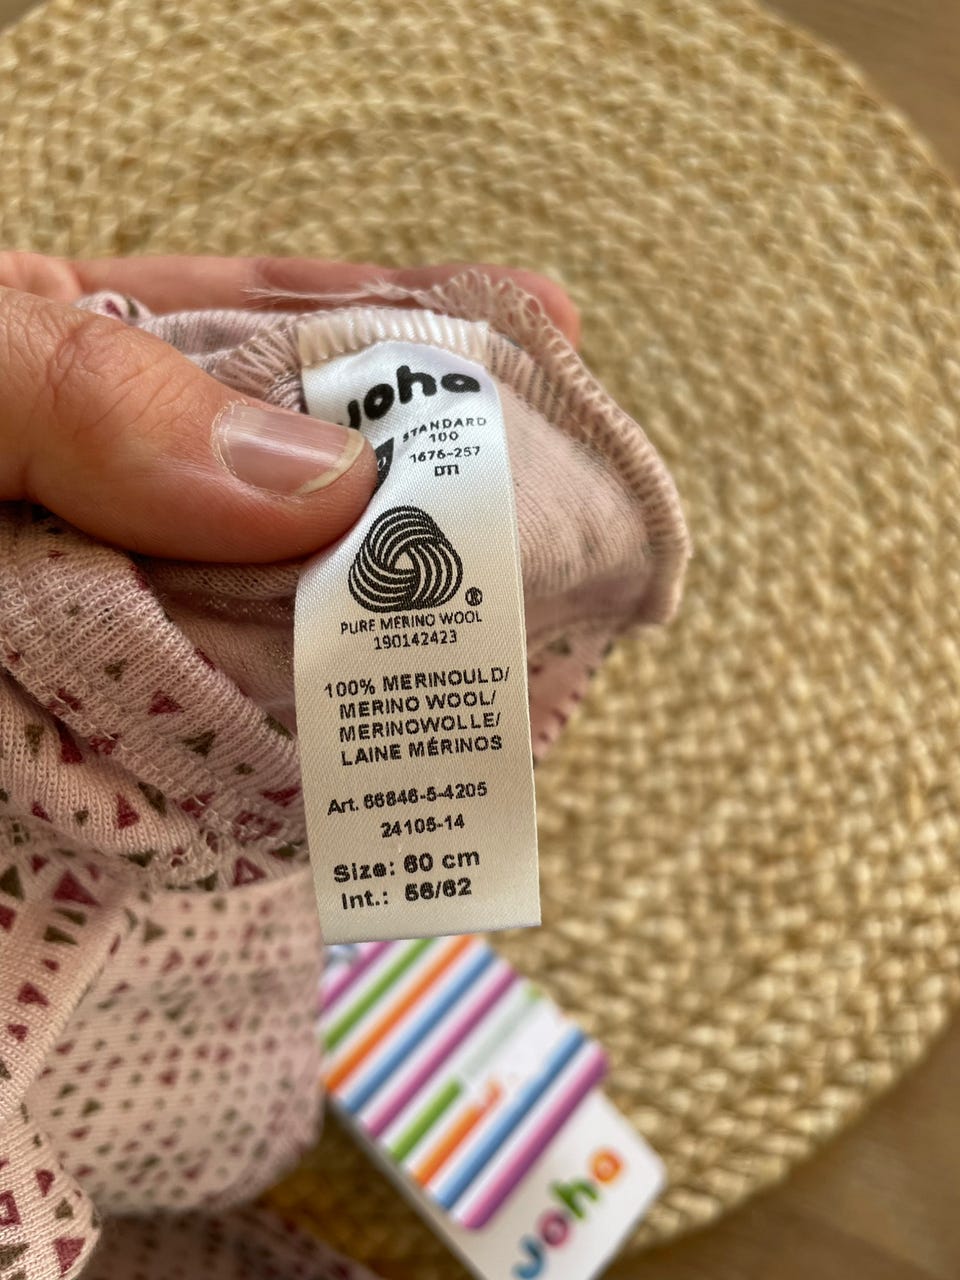 Joha
STANDARD
100
1676-257
DTI
®
PURE MERINO WOOL
190142423
100% MERINOULD/
MERINO WOOL/
MERINOWOLLE/
LAINE MÉRINOS
Art. 66846-5-4205
24105-14
Size: 60 cm
Int.: 56/62
Joha